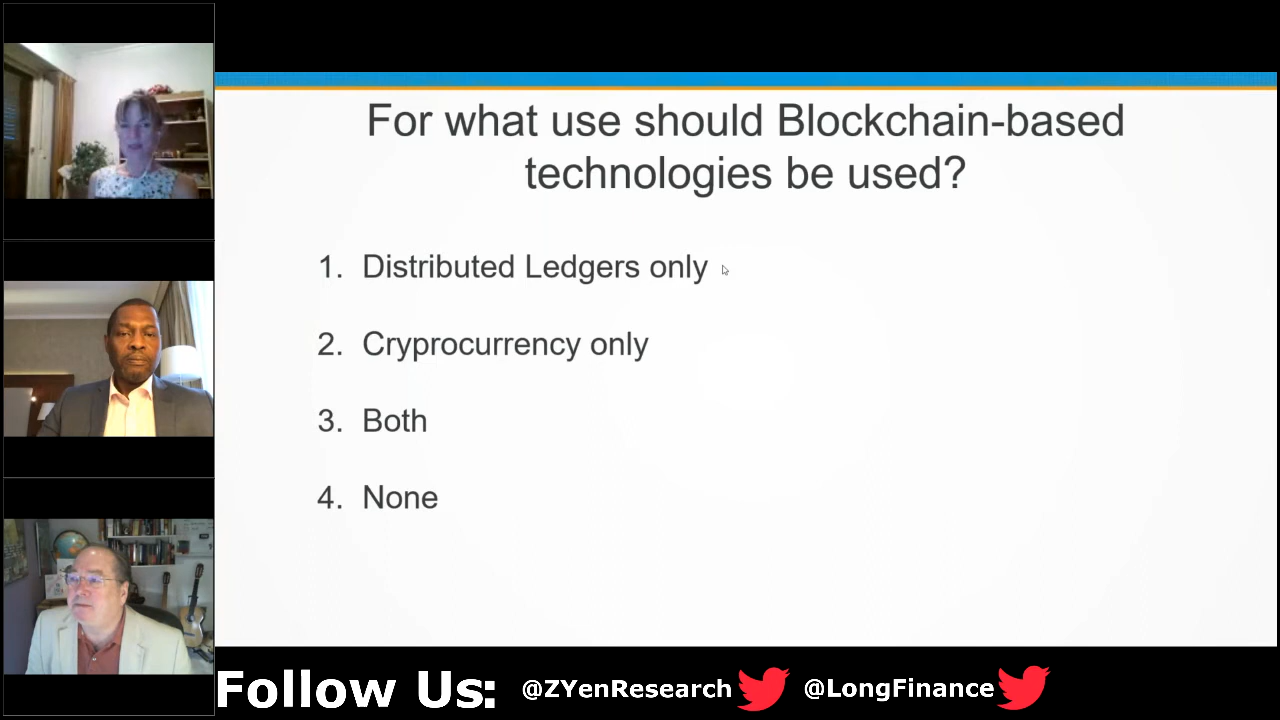 For what use should Blockchain-based
technologies be used?
1. Distributed Ledgers only
2. Cryprocurrency only
3. Both
4. None
Follow Us: @ZYenResearch @LongFinance